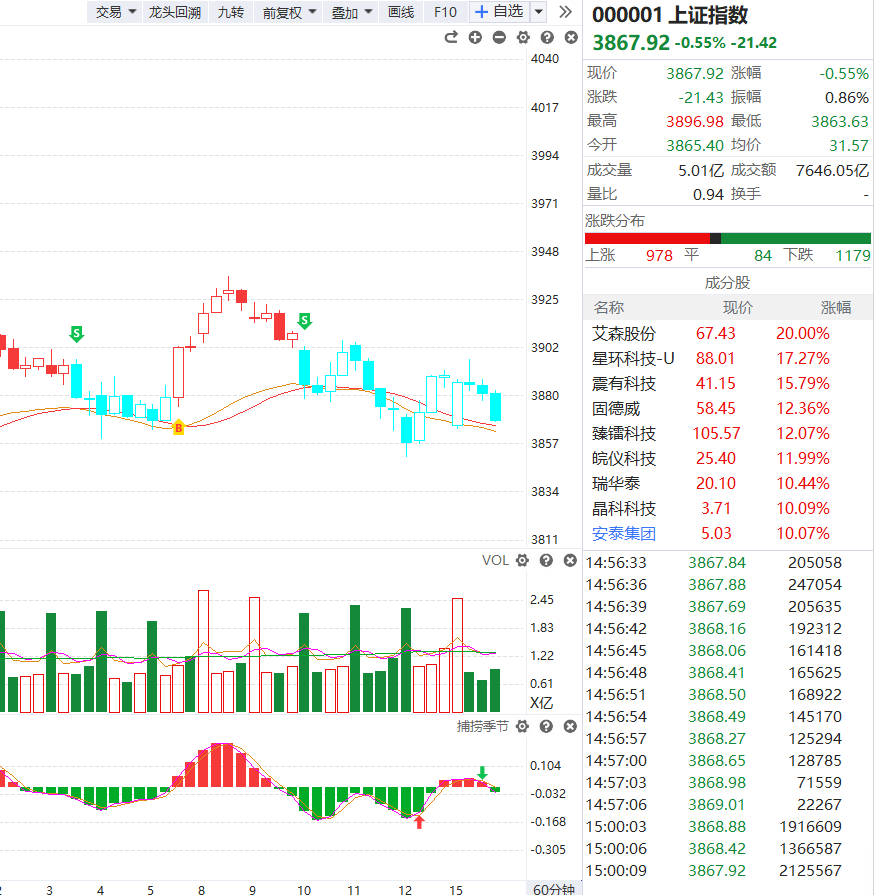 交易 龙头回溯 九转 前复权 叠加 画线 F10 自选
4040
4017
3994
3971
3948
3925
3902
3880
3857
3834
3811
S
S
B
VOL
2.45
1.83
1.22
0.61
X亿
捕捞季节
0.104
-0.032
-0.168
-0.305
2 3 4 5 8 9 10 11 12 15 60分钟
000001 上证指数
3867.92 -0.55% -21.42
现价 3867.92 涨幅 -0.55%
涨跌 -21.43 振幅 0.86%
最高 3896.98 最低 3863.63
今开 3865.40 均价 31.57
成交量 5.01亿 成交额 7646.05亿
量比 0.94 换手 -
涨跌分布
上涨 978 平 84 下跌 1179
成分股
名称 现价 涨幅
艾森股份 67.43 20.00%
星环科技-U 88.01 17.27%
震有科技 41.15 15.79%
固德威 58.45 12.36%
臻镭科技 105.57 12.07%
皖仪科技 25.40 11.99%
瑞华泰 20.10 10.44%
晶科科技 3.71 10.09%
安泰集团 5.03 10.07%
14:56:33 3867.84 205058
14:56:36 3867.88 247054
14:56:39 3867.69 205635
14:56:42 3868.16 192312
14:56:45 3868.06 161418
14:56:48 3868.41 165625
14:56:51 3868.50 168922
14:56:54 3868.49 145170
14:56:57 3868.27 125294
14:57:00 3868.65 128785
14:57:03 3868.98 71559
14:57:06 3869.01 22267
15:00:03 3868.88 1916609
15:00:06 3868.42 1366587
15:00:09 3867.92 2125567